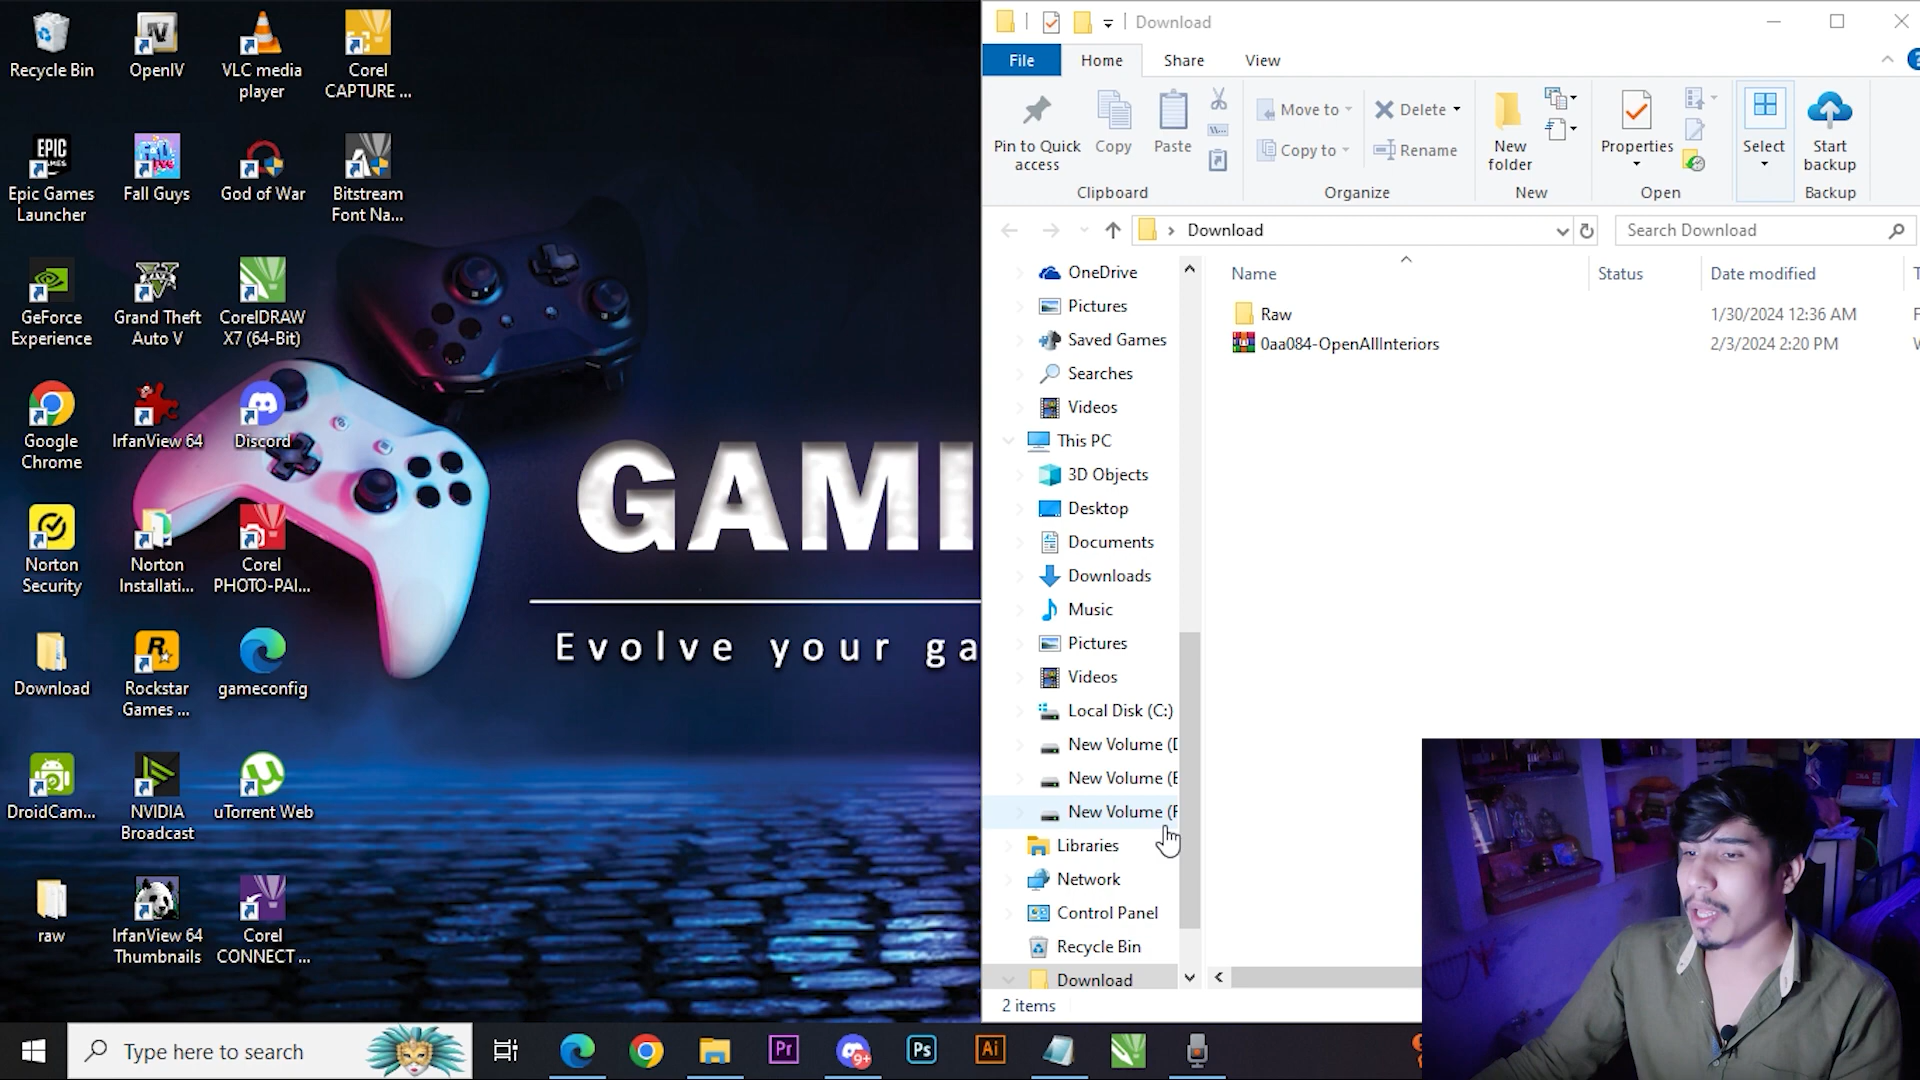 Recycle Bin
OpenIV
VLC media
player
Corel
CAPTURE ...
EPIC
GAMES
Epic Games
Launcher
Fall Guys
God of War
Bitstream
Font Na...
GeForce
Experience
Grand Theft
Auto V
CorelDRAW
X7 (64-Bit)
Google
Chrome
IrfanView 64
Discord
Norton
Security
Norton
Installati...
Corel
PHOTO-PAI...
Download
Rockstar
Games ...
gameconfig
DroidCam...
NVIDIA
Broadcast
uTorrent Web
raw
IrfanView 64
Thumbnails
Corel
CONNECT ...
GAMI
Evolve your ga
Download
File
Home
Share
View
Pin to Quick
access
Copy
Paste
Clipboard
Move to
Copy to
Delete
Rename
Organize
New
folder
New
Properties
Open
Select
Start
backup
Backup
Download
Search Download
OneDrive
Pictures
Saved Games
Searches
Videos
This PC
3D Objects
Desktop
Documents
Downloads
Music
Pictures
Videos
Local Disk (C:)
New Volume (D
New Volume (E
New Volume (F
Libraries
Network
Control Panel
Recycle Bin
Download
Name
Status
Date modified
Raw
1/30/2024 12:36 AM
0aa084-OpenAllInteriors
2/3/2024 2:20 PM
2 items
Type here to search
Pr
9+
Ps
Ai